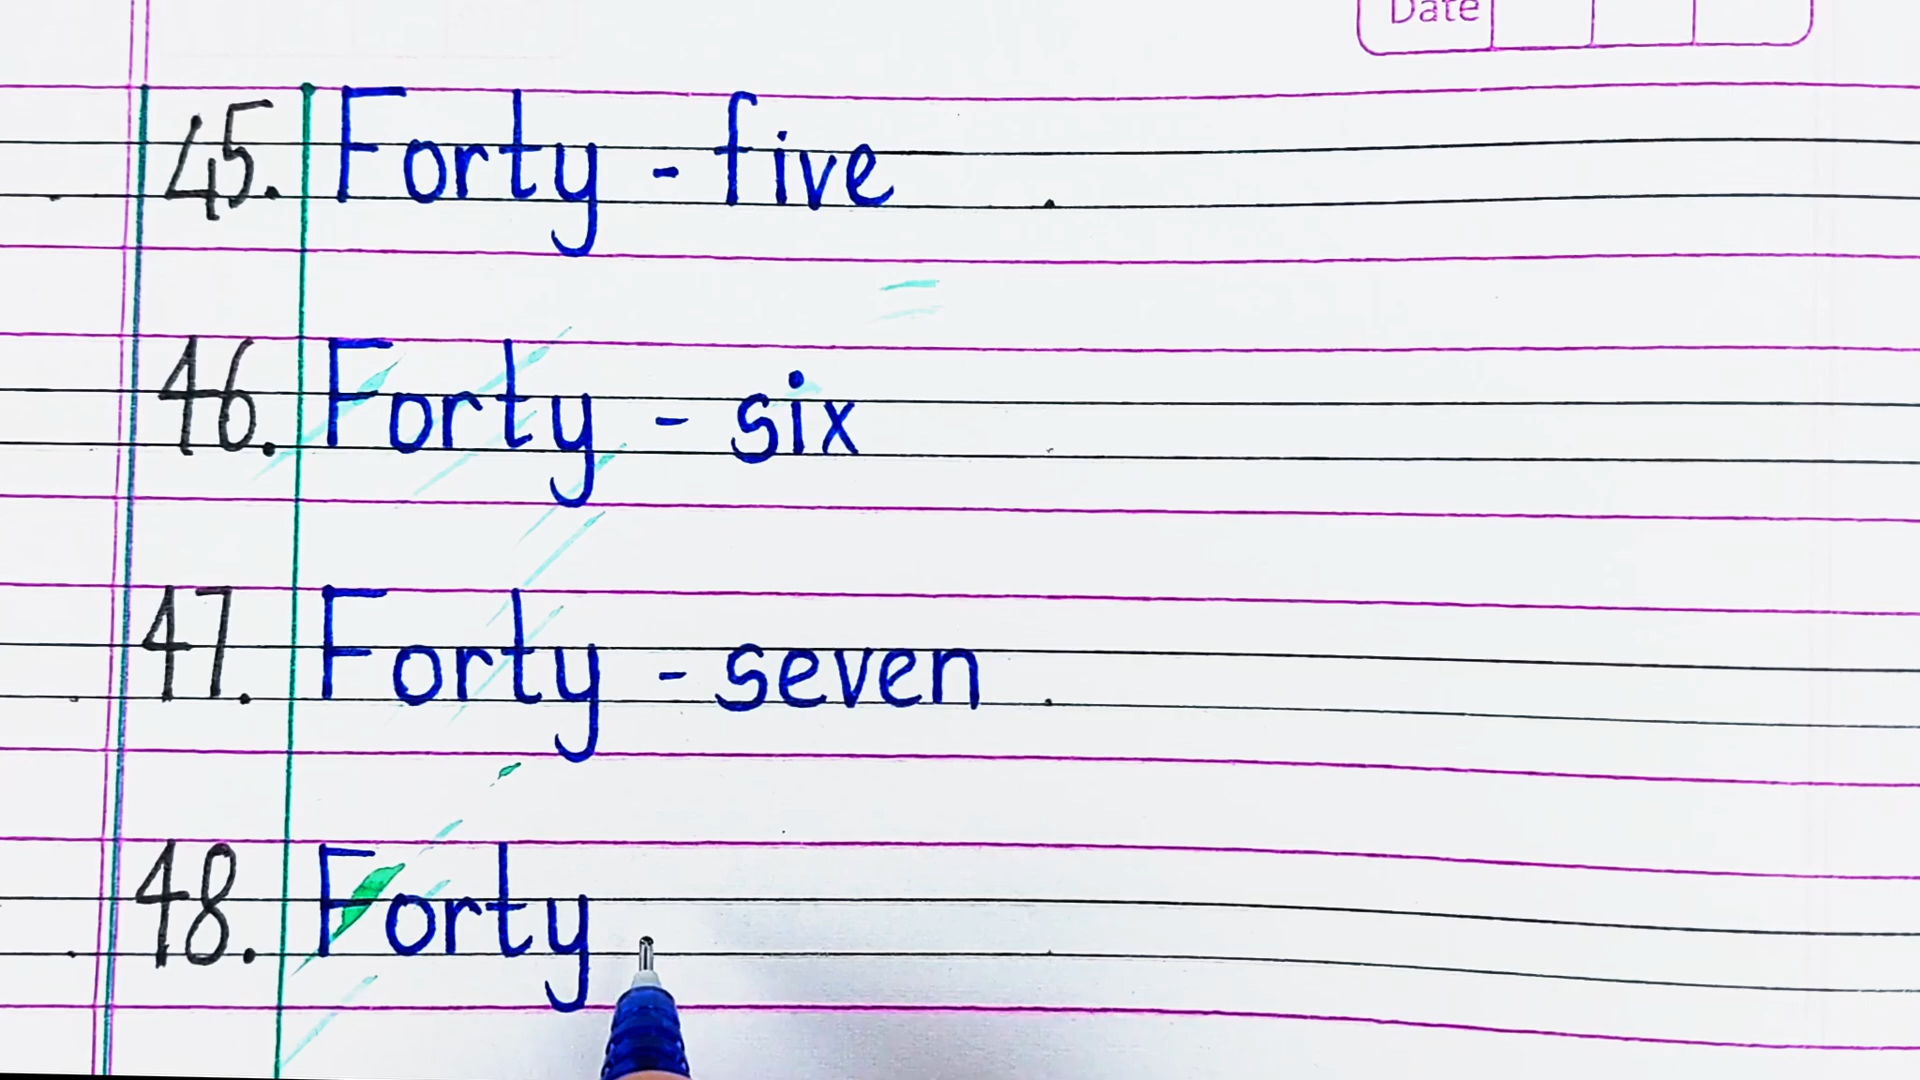 Date
45. Forty - five
46. Forty - six
47. Forty - seven
48. Forty